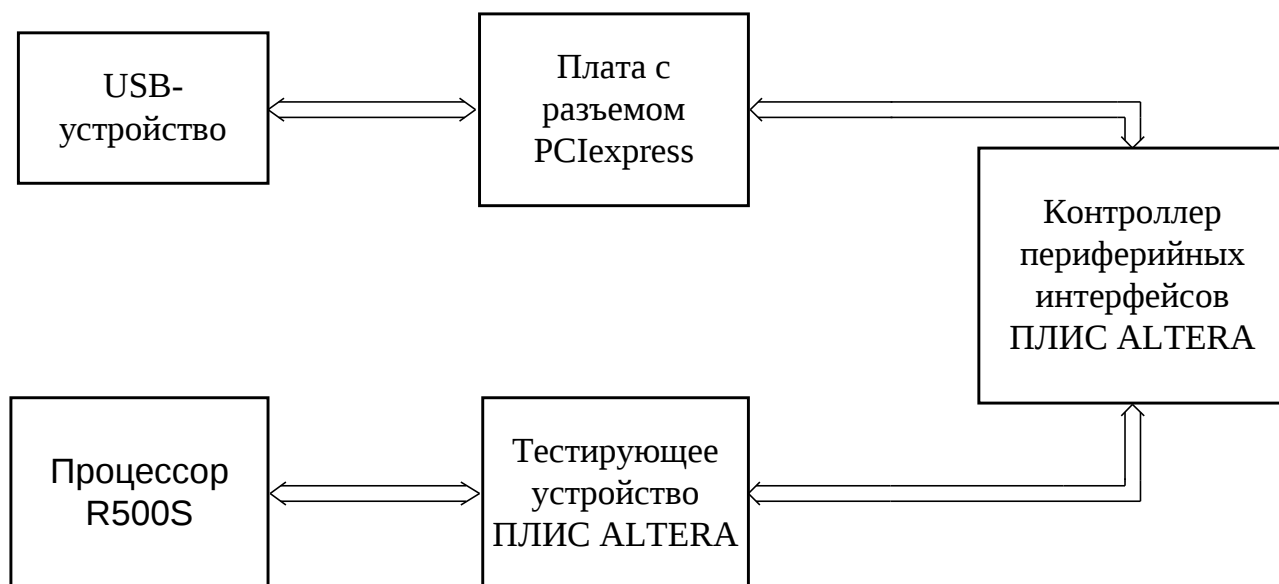 USB-
устройство
Плата с
разъемом
PCIexpress
Контроллер
периферийных
интерфейсов
ПЛИС ALTERA
Процессор
R500S
Тестирующее
устройство
ПЛИС ALTERA